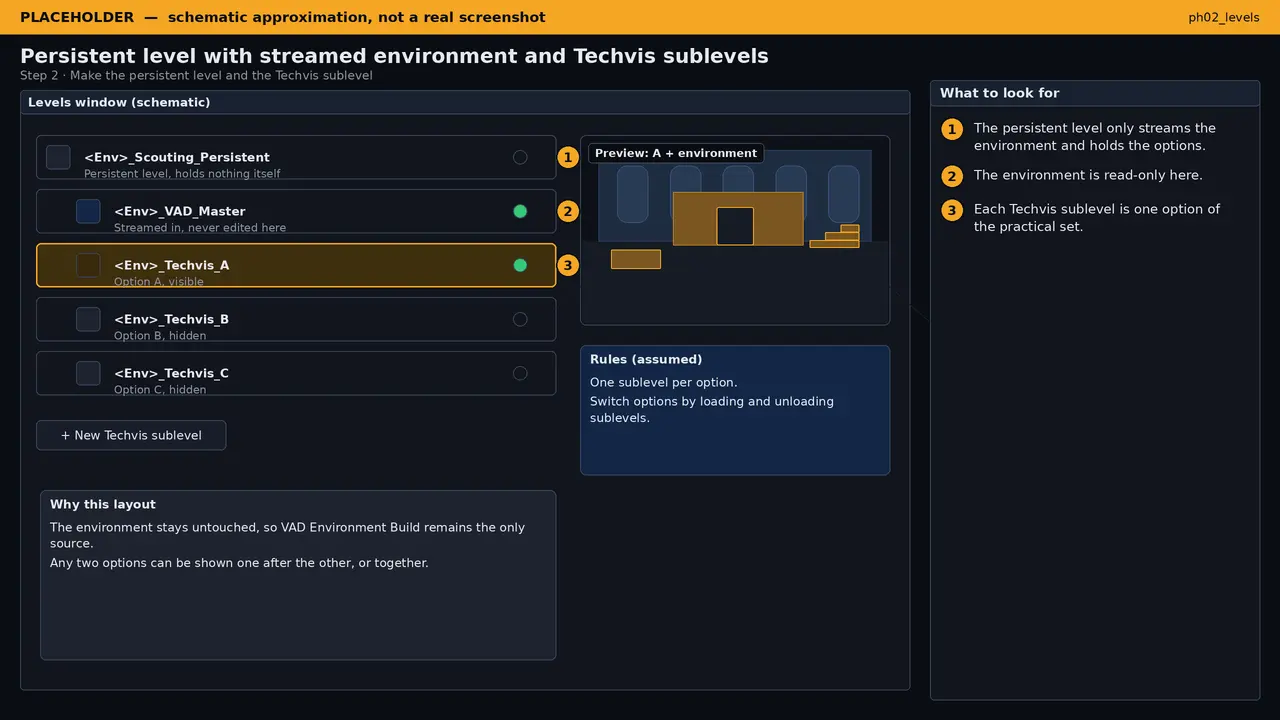 PLACEHOLDER — schematic approximation, not a real screenshot
ph02_levels
Persistent level with streamed environment and Techvis sublevels
Step 2 · Make the persistent level and the Techvis sublevel
Levels window (schematic)
<Env>_Scouting_Persistent
Persistent level, holds nothing itself
1
<Env>_VAD_Master
Streamed in, never edited here
2
<Env>_Techvis_A
Option A, visible
3
<Env>_Techvis_B
Option B, hidden
<Env>_Techvis_C
Option C, hidden
+ New Techvis sublevel
Why this layout
The environment stays untouched, so VAD Environment Build remains the only
source.
Any two options can be shown one after the other, or together.
Preview: A + environment
Rules (assumed)
One sublevel per option.
Switch options by loading and unloading
sublevels.
What to look for
1
The persistent level only streams the
environment and holds the options.
2
The environment is read-only here.
3
Each Techvis sublevel is one option of
the practical set.